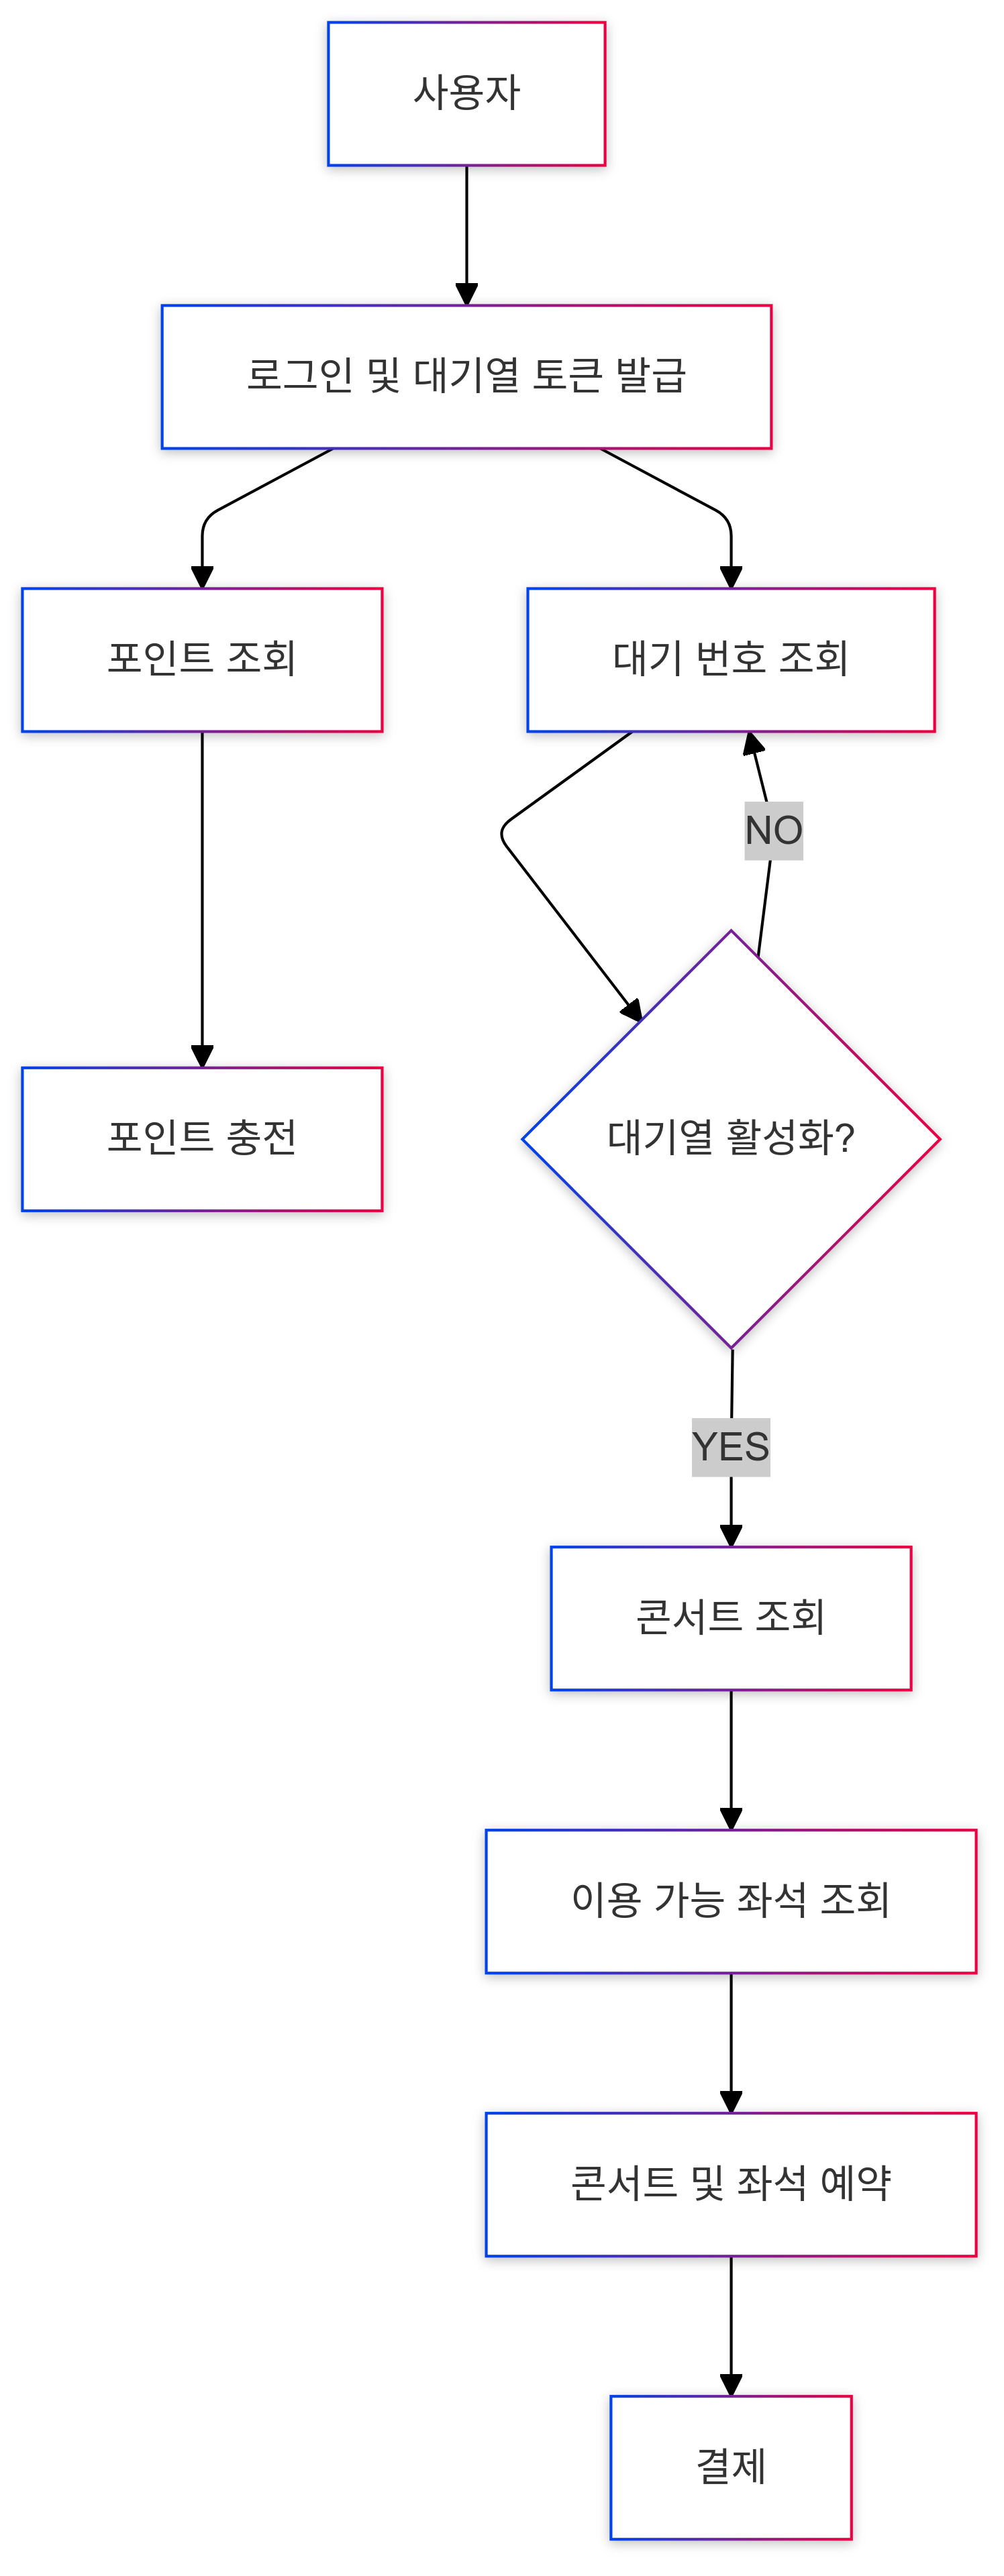 사용자
로그인 및 대기열 토큰 발급
포인트 조회
대기 번호 조회
NO
포인트 충전
대기열 활성화?
YES
콘서트 조회
이용 가능 좌석 조회
콘서트 및 좌석 예약
결제